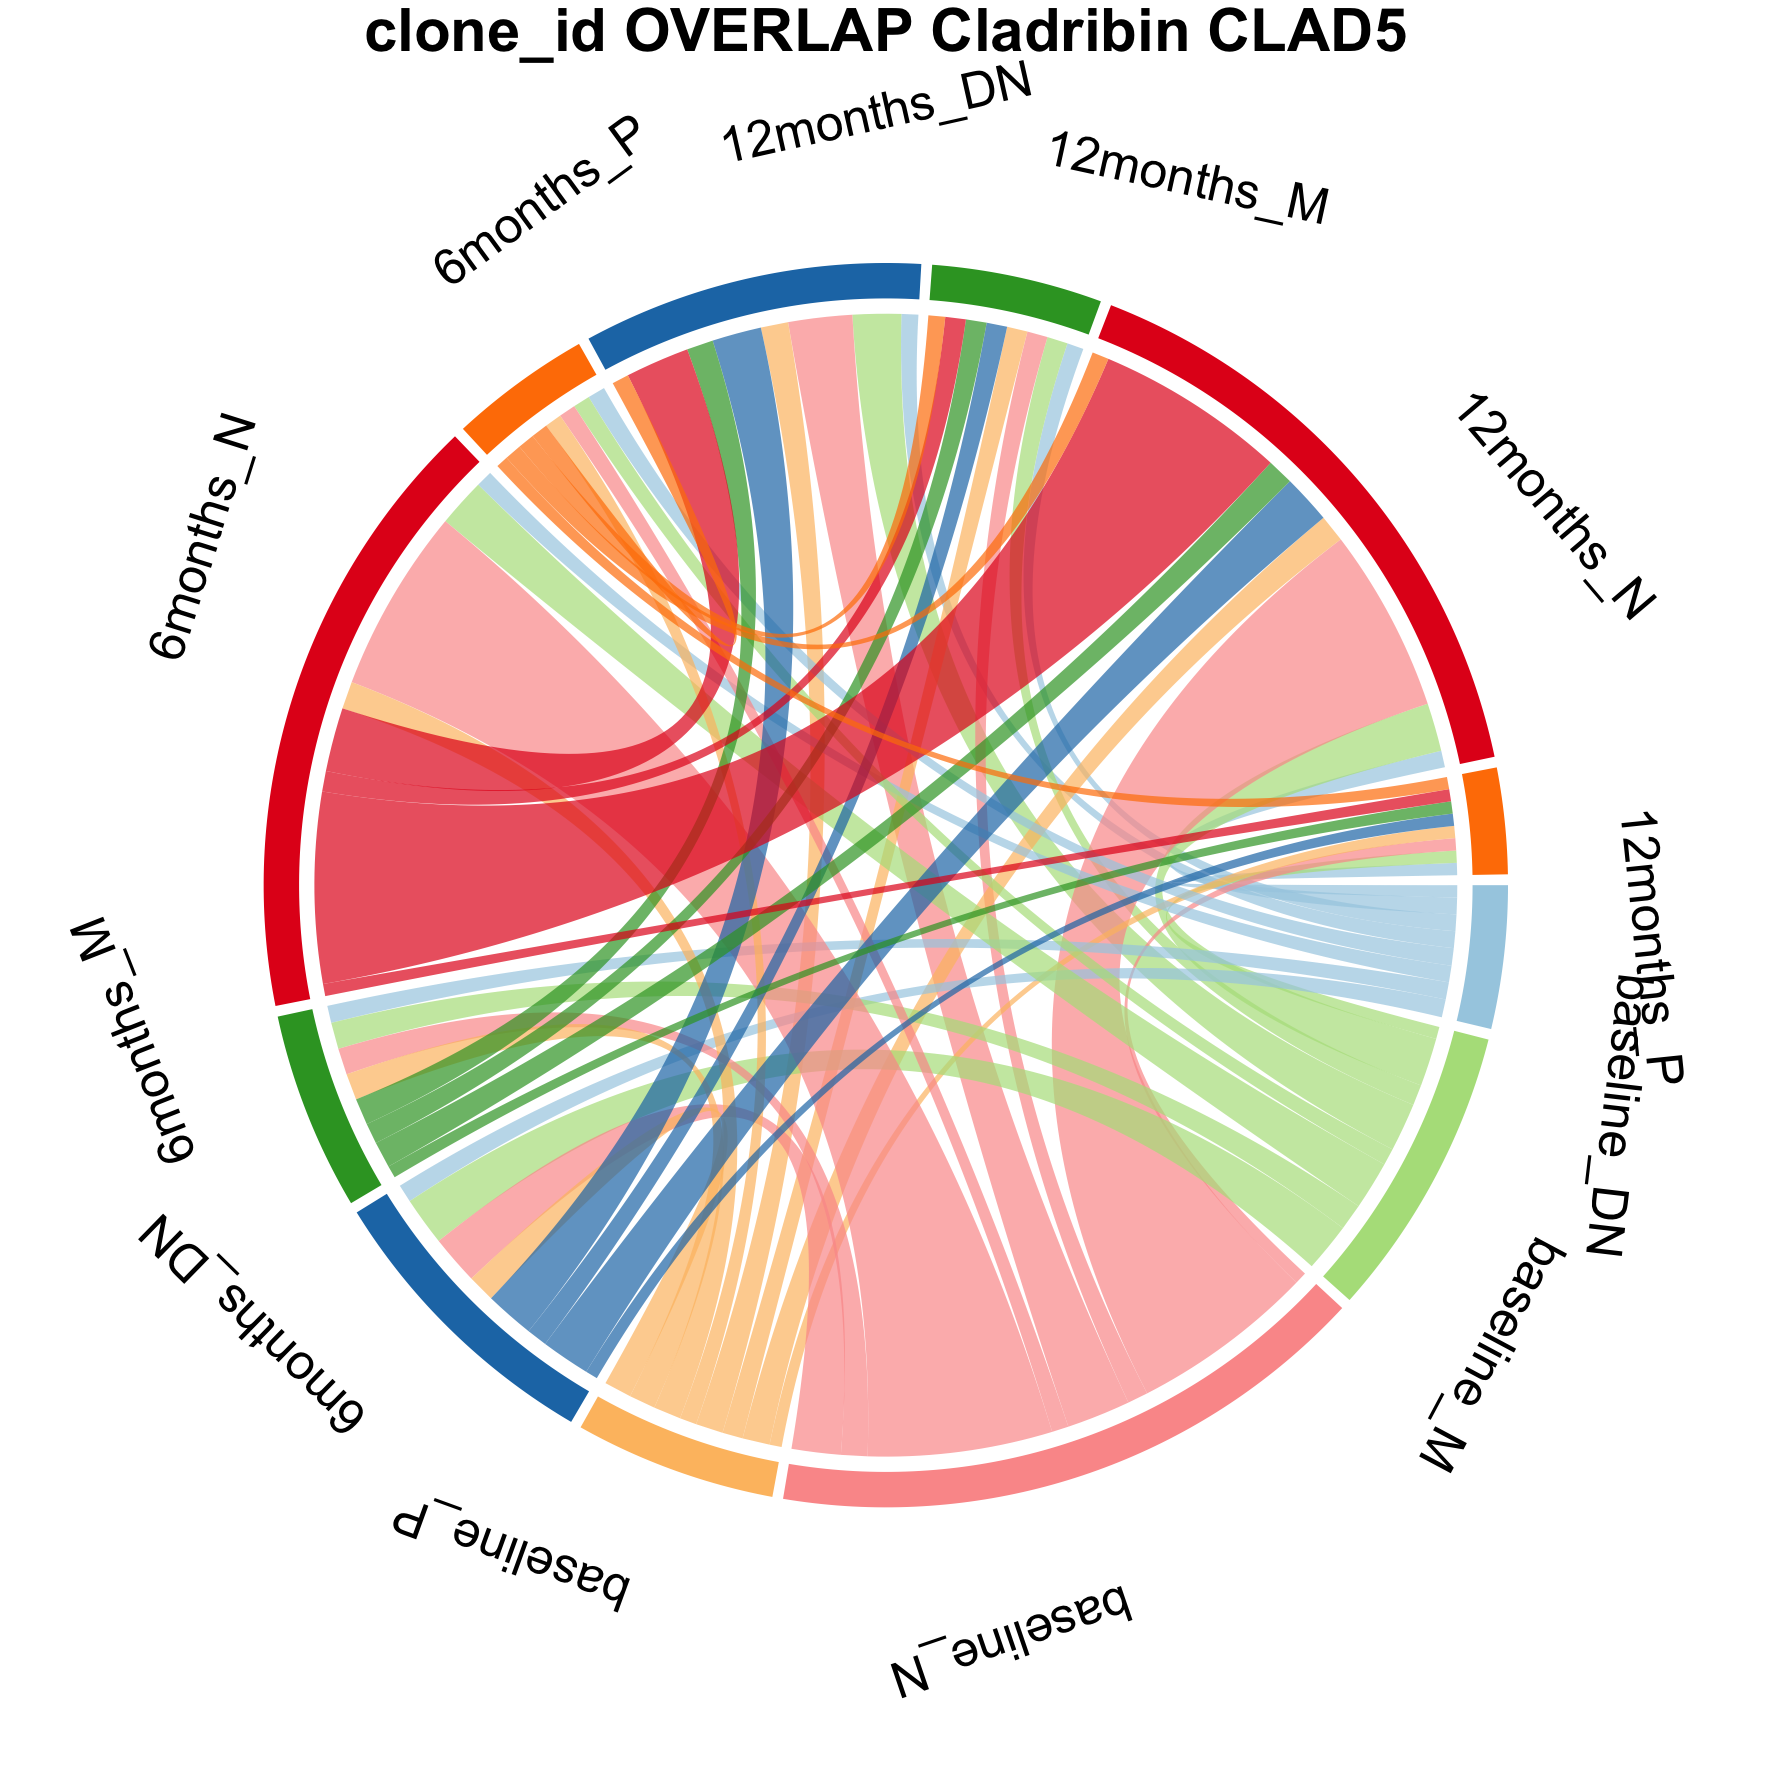 clone_id OVERLAP Cladribin CLAD5
12months_DN
12months_M
6months_P
12months_N
6months_N
12months_P
baseline_DN
6months_M
baseline_M
6months_DN
baseline_P
baseline_N